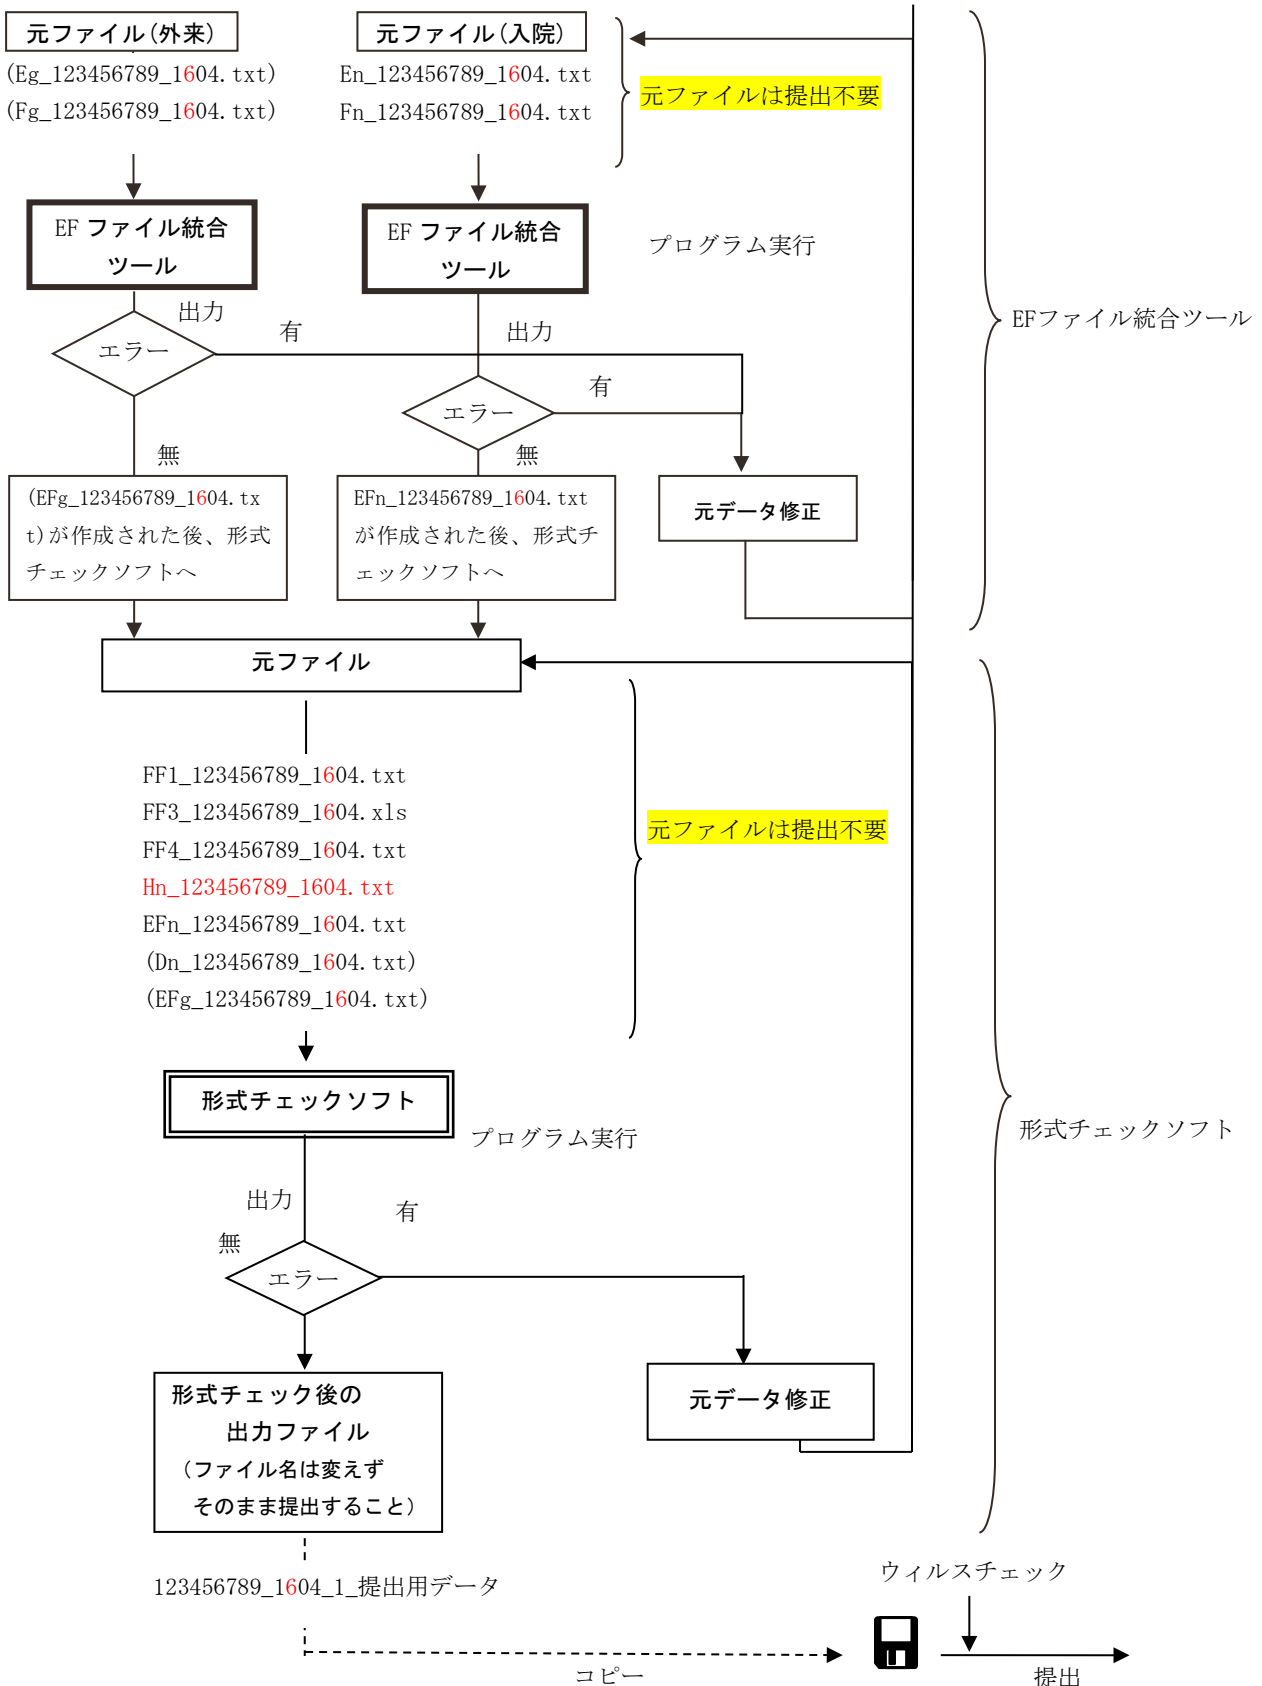 元ファイル(外来)
(Eg_123456789_1604.txt)
(Fg_123456789_1604.txt)
元ファイル(入院)
En_123456789_1604.txt
Fn_123456789_1604.txt
元ファイルは提出不要
EF ファイル統合
ツール
EF ファイル統合
ツール
プログラム実行
EFファイル統合ツール
出力
有
エラー
無
出力
有
エラー
無
(EFg_123456789_1604.tx
t)が作成された後、形式
チェックソフトへ
EFn_123456789_1604.txt
が作成された後、形式チ
ェックソフトへ
元データ修正
元ファイル
FF1_123456789_1604.txt
FF3_123456789_1604.xls
FF4_123456789_1604.txt
Hn_123456789_1604.txt
EFn_123456789_1604.txt
(Dn_123456789_1604.txt)
(EFg_123456789_1604.txt)
元ファイルは提出不要
形式チェックソフト
プログラム実行
形式チェックソフト
出力
有
無
エラー
元データ修正
形式チェック後の
出力ファイル
（ファイル名は変えず
そのまま提出すること）
123456789_1604_1_提出用データ
ウィルスチェック
コピー
提出